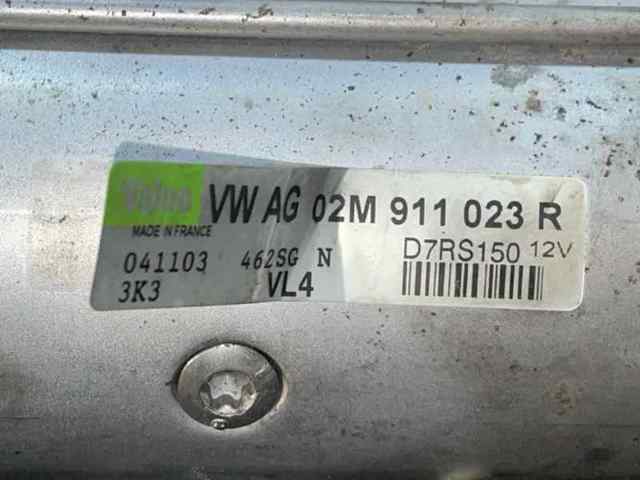 Valeo VW AG 02M 911 023 R
MADE IN FRANCE
041103 462SG N D7RS150 12V
3K3 VL4